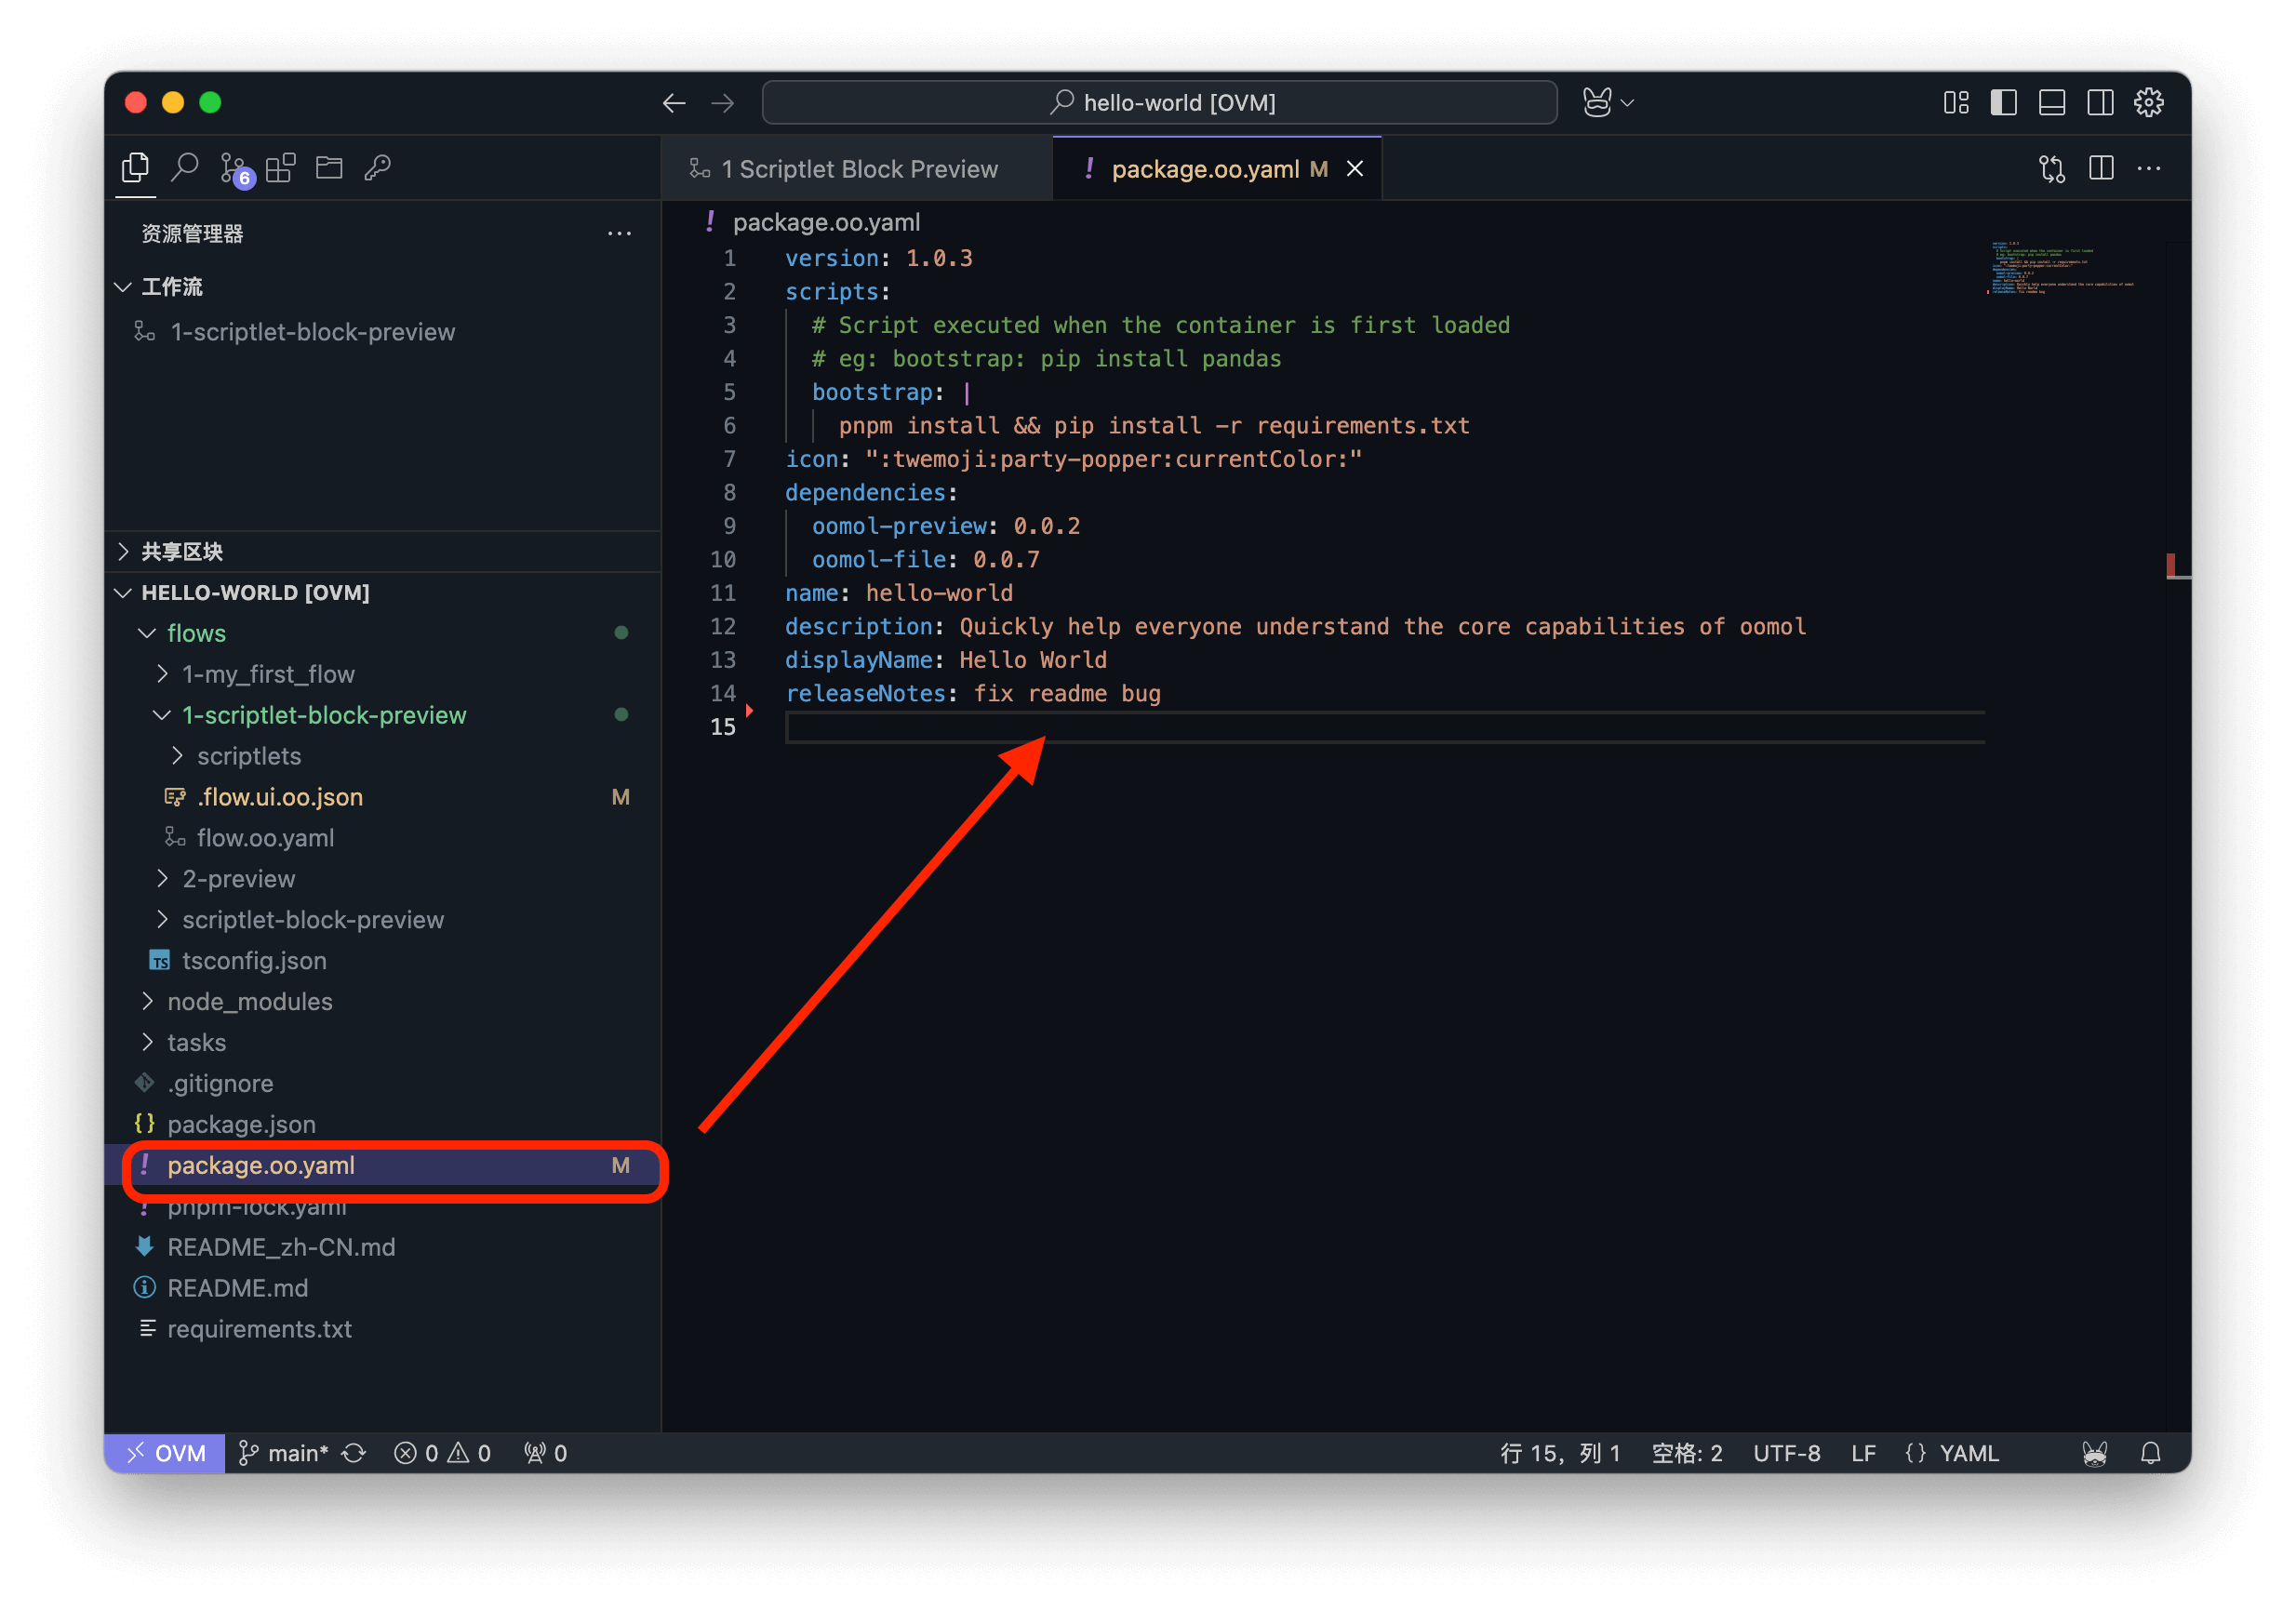 hello-world [OVM]
6
1 Scriptlet Block Preview
! package.oo.yaml M
资源管理器
工作流
1-scriptlet-block-preview
共享区块
HELLO-WORLD [OVM]
flows
1-my_first_flow
1-scriptlet-block-preview
scriptlets
.flow.ui.oo.json M
flow.oo.yaml
2-preview
scriptlet-block-preview
TS tsconfig.json
node_modules
tasks
.gitignore
{} package.json
! package.oo.yaml M
! pnpm-lock.yaml
README_zh-CN.md
README.md
requirements.txt
! package.oo.yaml
1 version: 1.0.3
2 scripts:
3 # Script executed when the container is first loaded
4 # eg: bootstrap: pip install pandas
5 bootstrap: |
6 pnpm install && pip install -r requirements.txt
7 icon: ":twemoji:party-popper:currentColor:"
8 dependencies:
9 oomol-preview: 0.0.2
10 oomol-file: 0.0.7
11 name: hello-world
12 description: Quickly help everyone understand the core capabilities of oomol
13 displayName: Hello World
14 releaseNotes: fix readme bug
15
OVM main* 0 0 0 行 15，列 1 空格: 2 UTF-8 LF {} YAML